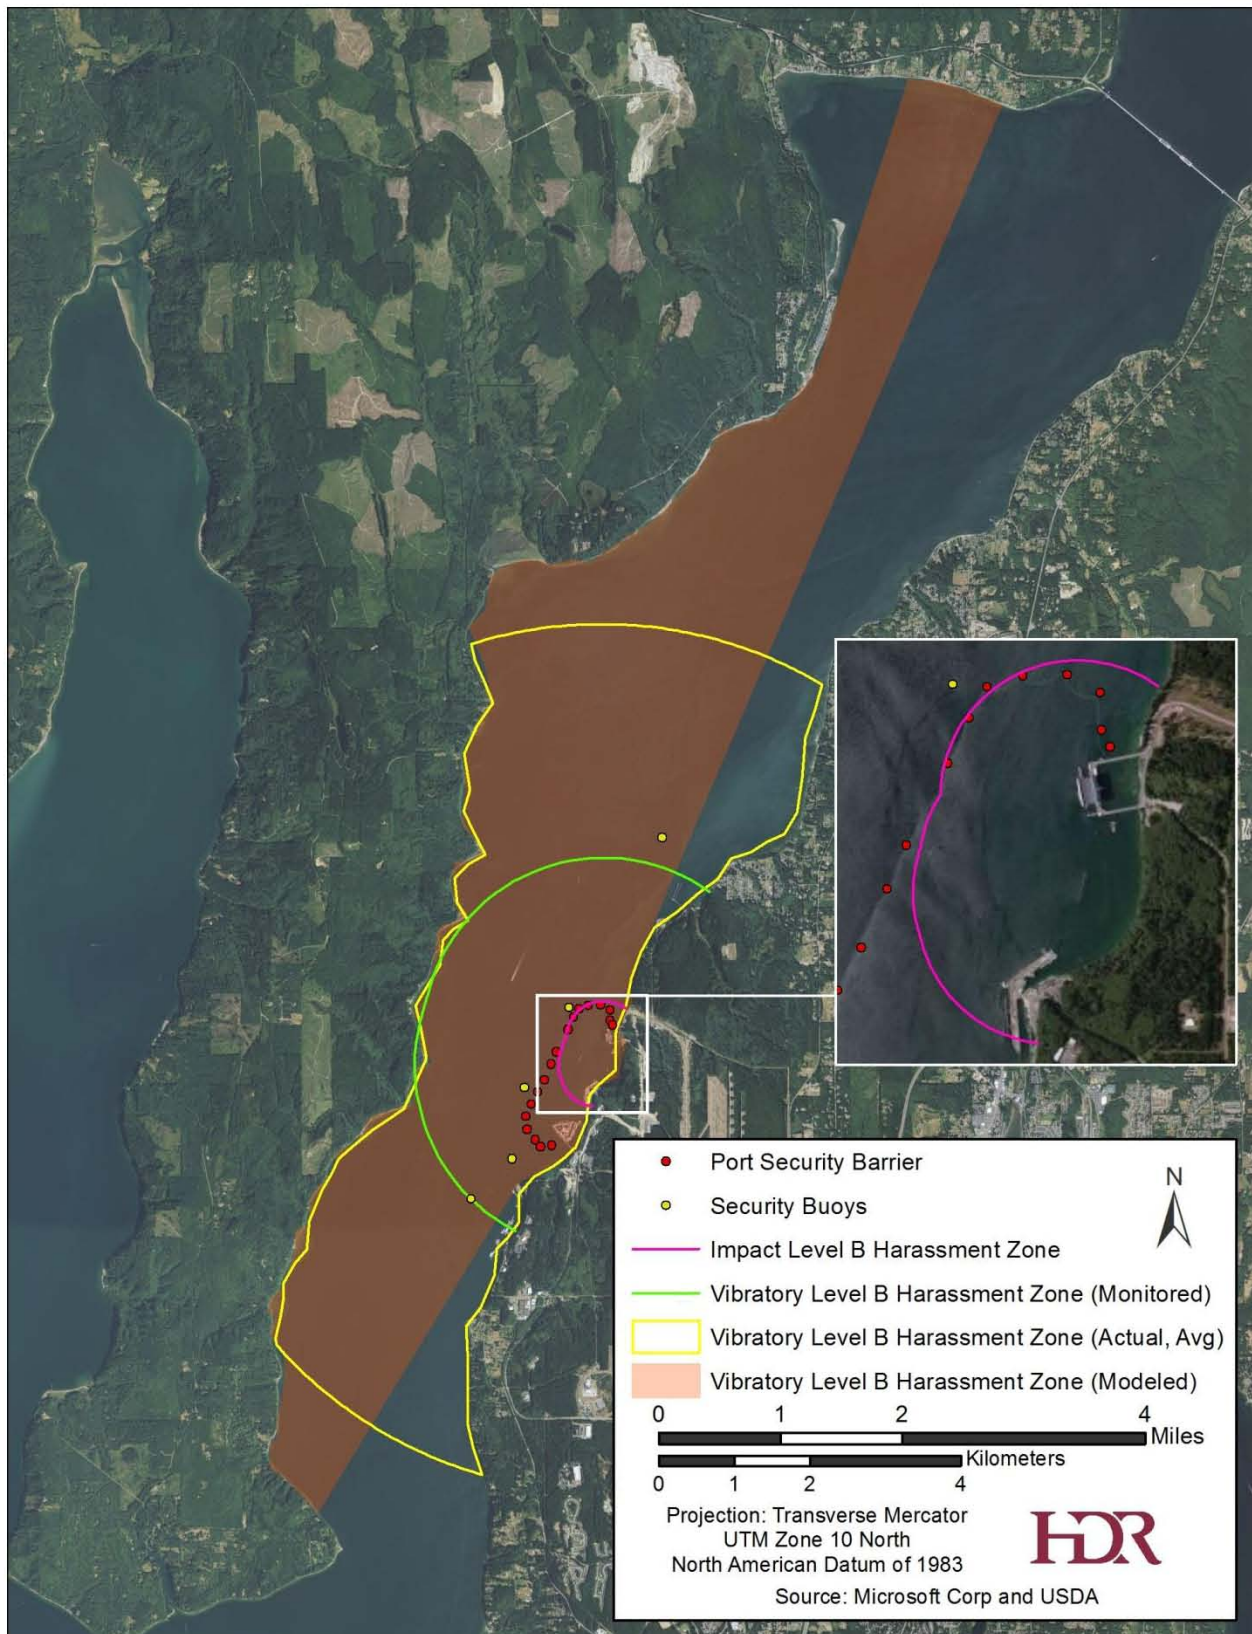 Port Security Barrier
N
Security Buoys
Impact Level B Harassment Zone
Vibratory Level B Harassment Zone (Monitored)
Vibratory Level B Harassment Zone (Actual, Avg)
Vibratory Level B Harassment Zone (Modeled)
0 1 2 4
Miles
Kilometers
0 1 2 4
Projection: Transverse Mercator
UTM Zone 10 North
North American Datum of 1983
HDR
Source: Microsoft Corp and USDA